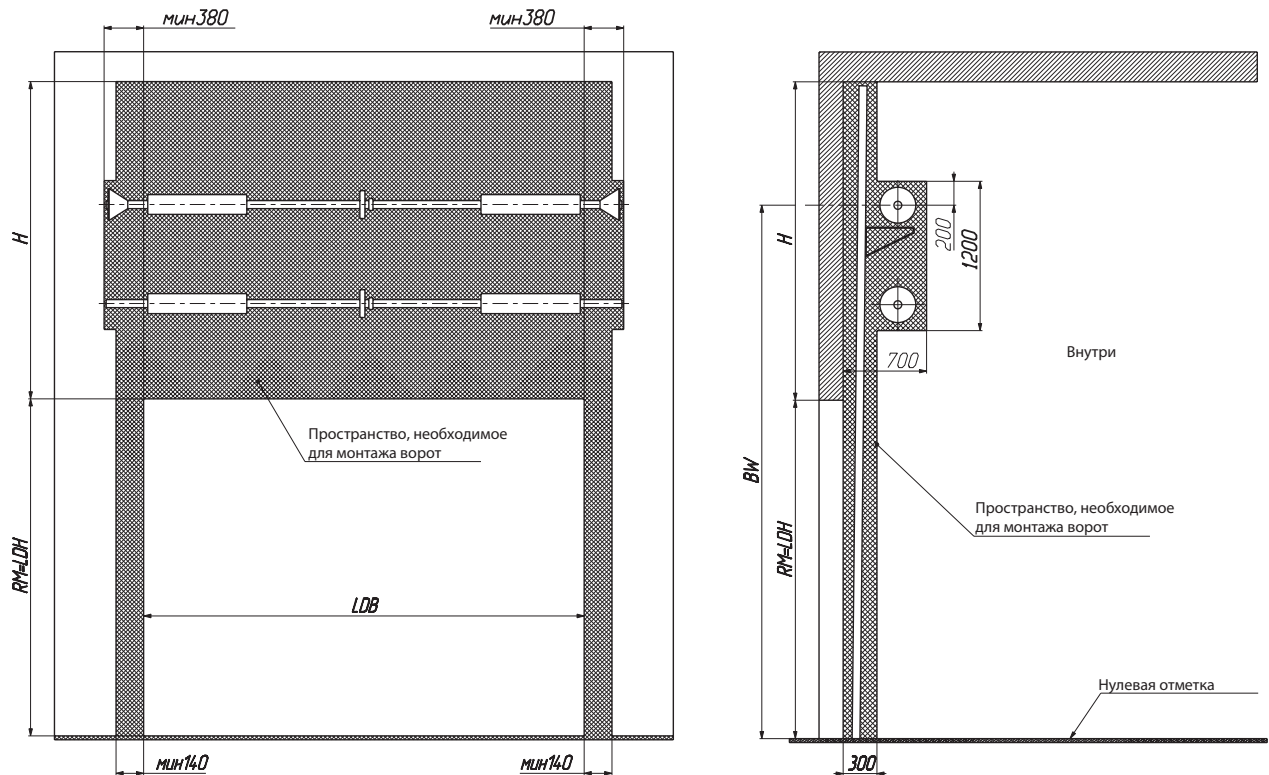 мин380
мин380
H
H
200
1200
700
Внутри
Пространство, необходимое
для монтажа ворот
BW
Пространство, необходимое
для монтажа ворот
RM=LDH
RM=LDH
LDB
Нулевая отметка
мин140
мин140
300